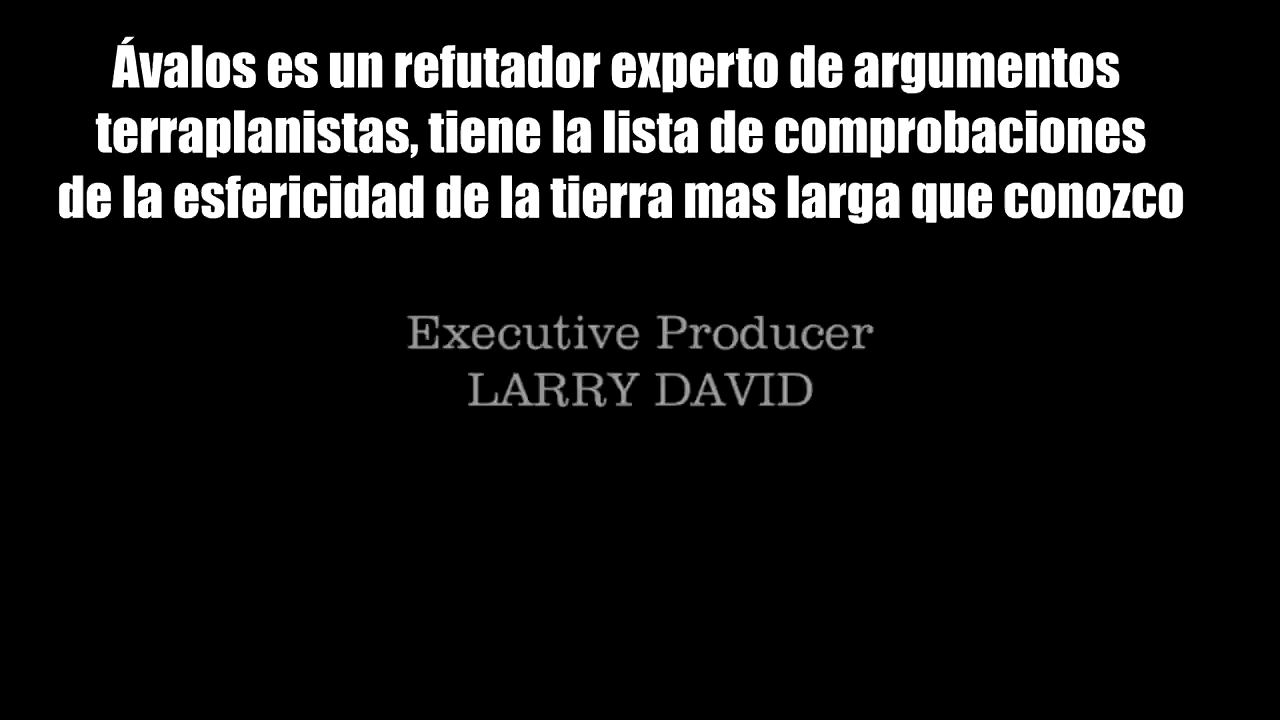 Ávalos es un refutador experto de argumentos
terraplanistas, tiene la lista de comprobaciones
de la esfericidad de la tierra mas larga que conozco
Executive Producer
LARRY DAVID